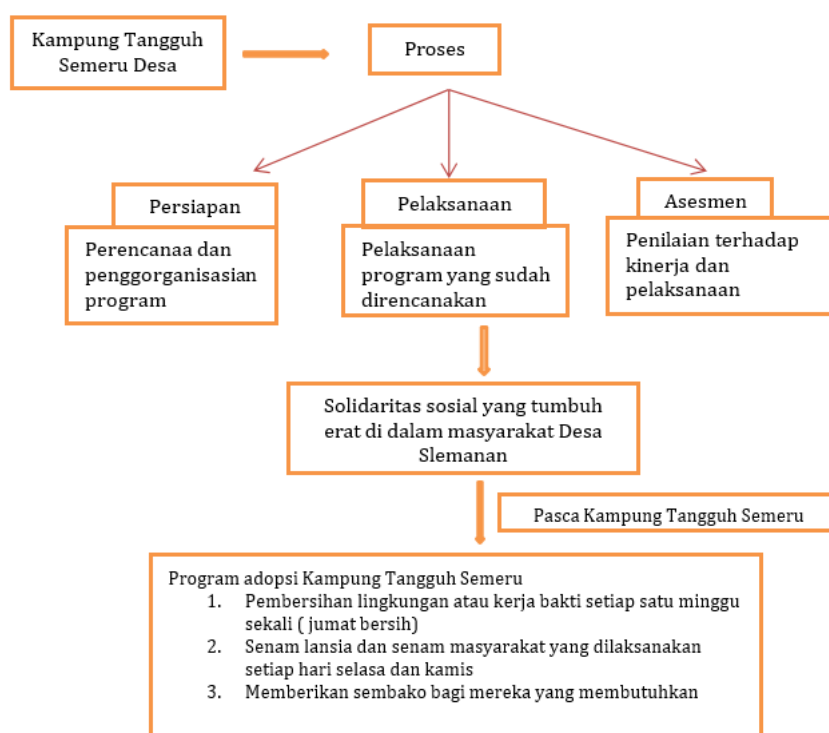 Kampung Tangguh
Semeru Desa
Proses
Persiapan
Perencanaa dan
penggorganisasian
program
Pelaksanaan
Pelaksanaan
program yang sudah
direncanakan
Asesmen
Penilaian terhadap
kinerja dan
pelaksanaan
Solidaritas sosial yang tumbuh
erat di dalam masyarakat Desa
Slemanan
Pasca Kampung Tangguh Semeru
Program adopsi Kampung Tangguh Semeru
1. Pembersihan lingkungan atau kerja bakti setiap satu minggu
sekali ( jumat bersih)
2. Senam lansia dan senam masyarakat yang dilaksanakan
setiap hari selasa dan kamis
3. Memberikan sembako bagi mereka yang membutuhkan